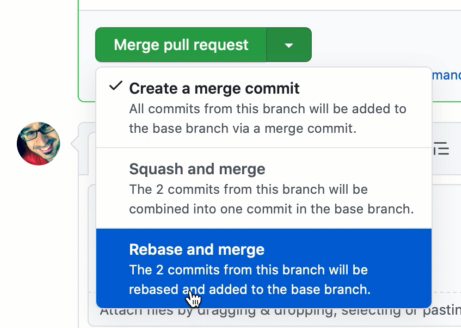 Merge pull request
Create a merge commit
All commits from this branch will be added to
the base branch via a merge commit.
Squash and merge
The 2 commits from this branch will be
combined into one commit in the base branch.
Rebase and merge
The 2 commits from this branch will be
rebased and added to the base branch.
Attach files by dragging & dropping, selecting or